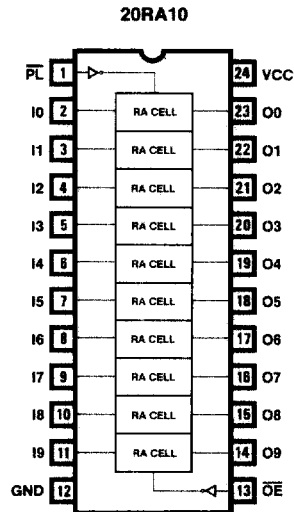 20RA10
PL 1 24 VCC
I0 2 RA CELL 23 O0
I1 3 RA CELL 22 O1
I2 4 RA CELL 21 O2
I3 5 RA CELL 20 O3
I4 6 RA CELL 19 O4
I5 7 RA CELL 18 O5
I6 8 RA CELL 17 O6
I7 9 RA CELL 16 O7
I8 10 RA CELL 15 O8
I9 11 RA CELL 14 O9
GND 12 13 OE